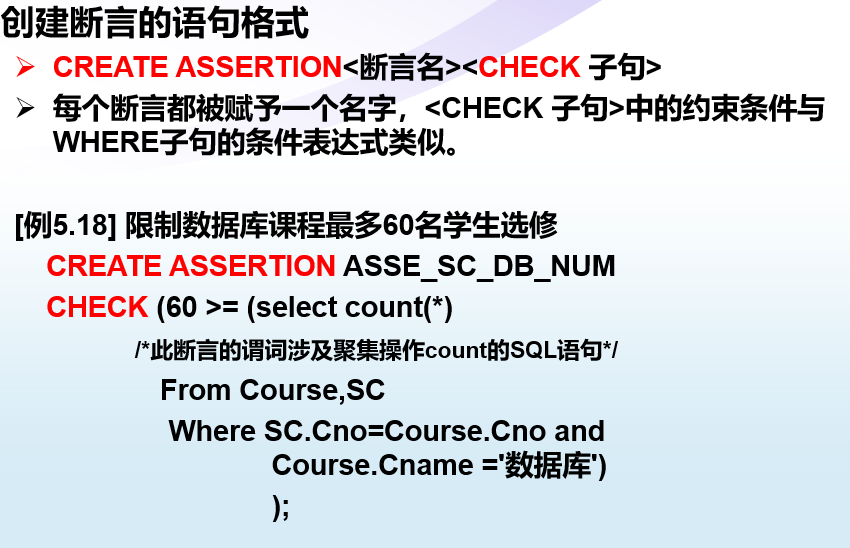 创建断言的语句格式
CREATE ASSERTION<断言名><CHECK 子句>
每个断言都被赋予一个名字，<CHECK 子句>中的约束条件与
WHERE子句的条件表达式类似。
[例5.18] 限制数据库课程最多60名学生选修
CREATE ASSERTION ASSE_SC_DB_NUM
CHECK (60 >= (select count(*)
/*此断言的谓词涉及聚集操作count的SQL语句*/
From Course,SC
Where SC.Cno=Course.Cno and
Course.Cname ='数据库')
);